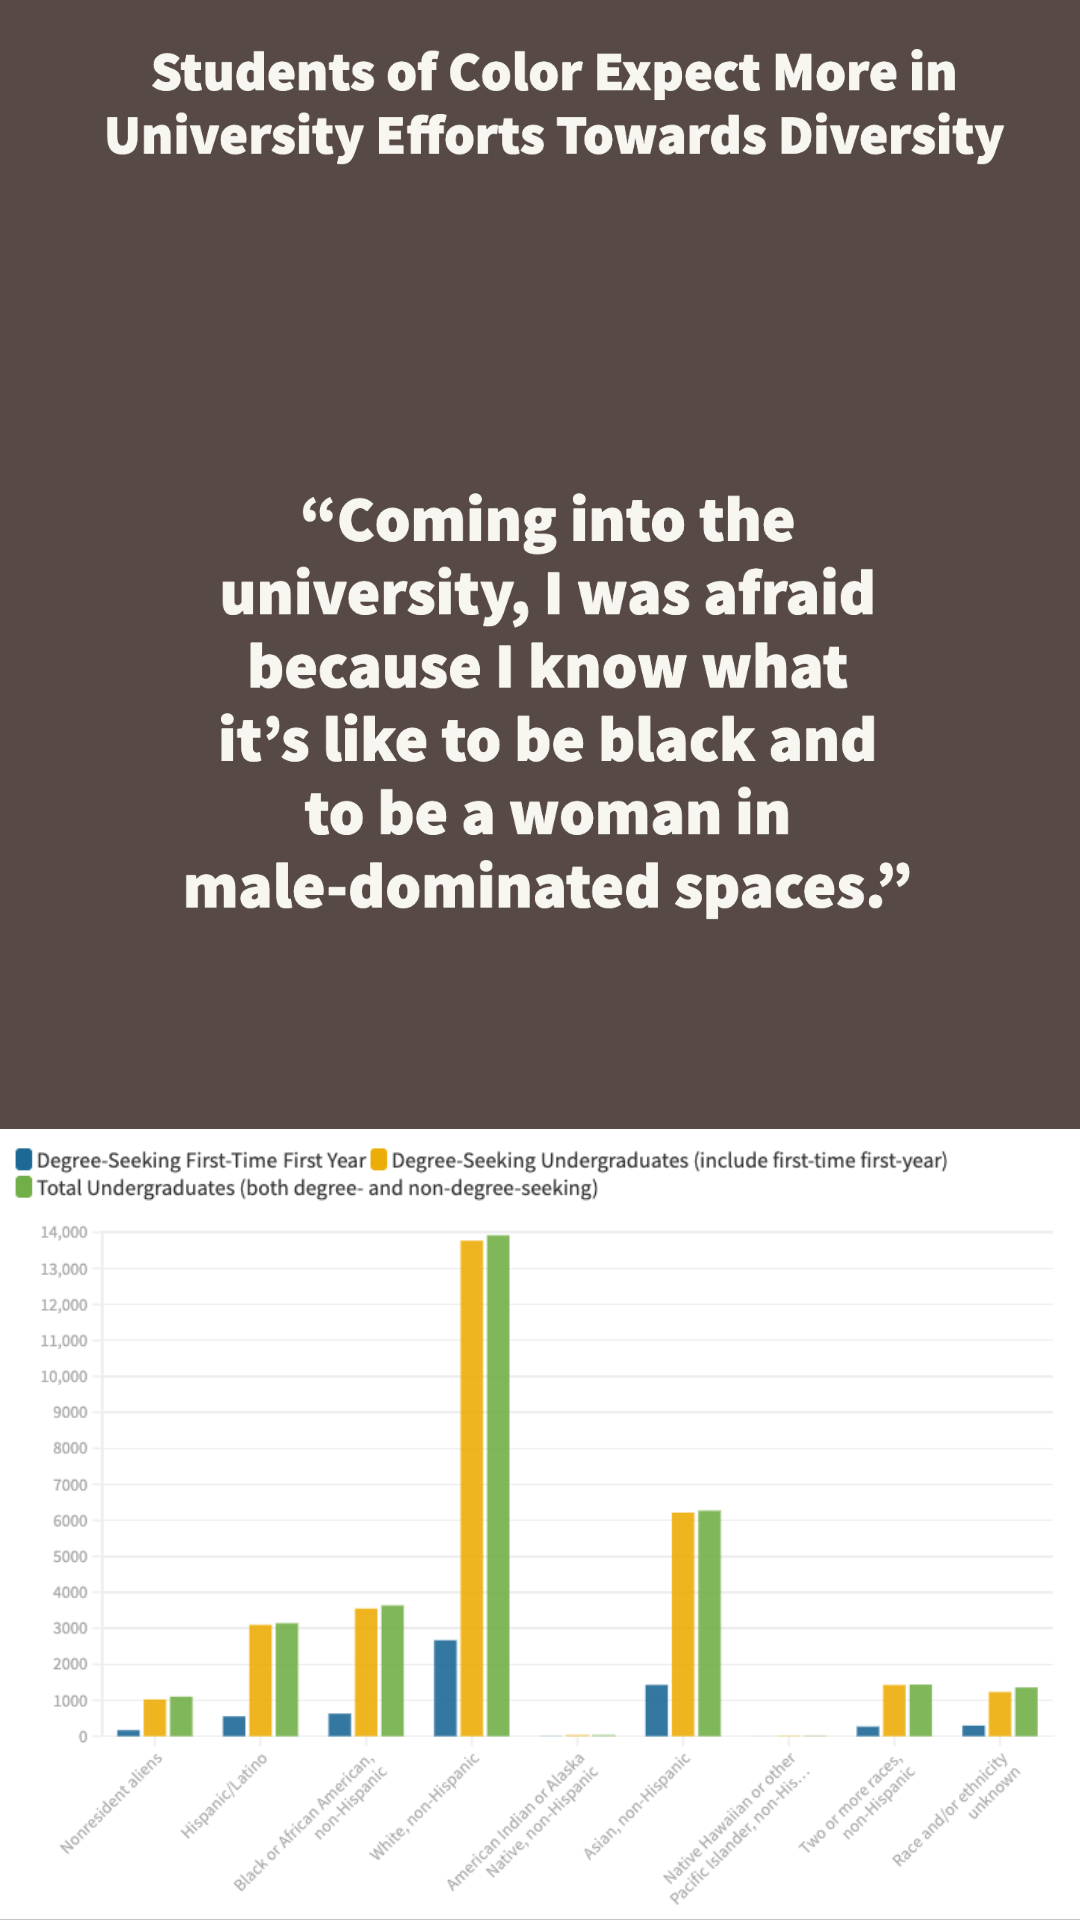 Students of Color Expect More in
University Efforts Towards Diversity
“Coming into the
university, I was afraid
because I know what
it’s like to be black and
to be a woman in
male-dominated spaces.”
Degree-Seeking First-Time First Year Degree-Seeking Undergraduates (include first-time first-year)
Total Undergraduates (both degree- and non-degree-seeking)
14,000
13,000
12,000
11,000
10,000
9000
8000
7000
6000
5000
4000
3000
2000
1000
0
Nonresident aliens
Hispanic/Latino
Black or African American,
non-Hispanic
White, non-Hispanic
American Indian or Alaska
Native, non-Hispanic
Asian, non-Hispanic
Native Hawaiian or other
Pacific Islander, non-His...
Two or more races,
non-Hispanic
Race and/or ethnicity
unknown